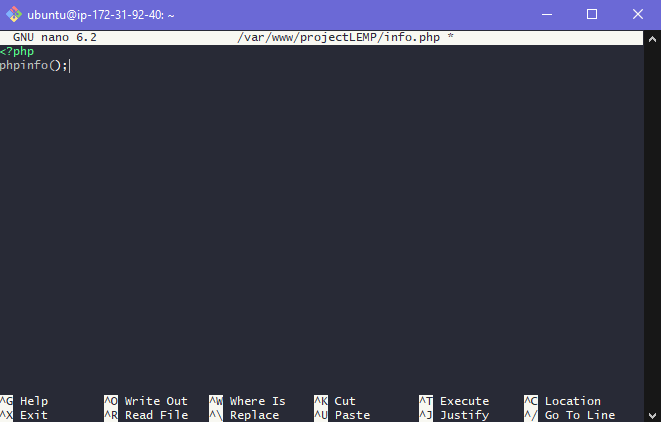 ubuntu@ip-172-31-92-40: ~
GNU nano 6.2 /var/www/projectLEMP/info.php *
<?php
phpinfo();
^G Help ^O Write Out ^W Where Is ^K Cut ^T Execute ^C Location
^X Exit ^R Read File ^\ Replace ^U Paste ^J Justify ^/ Go To Line